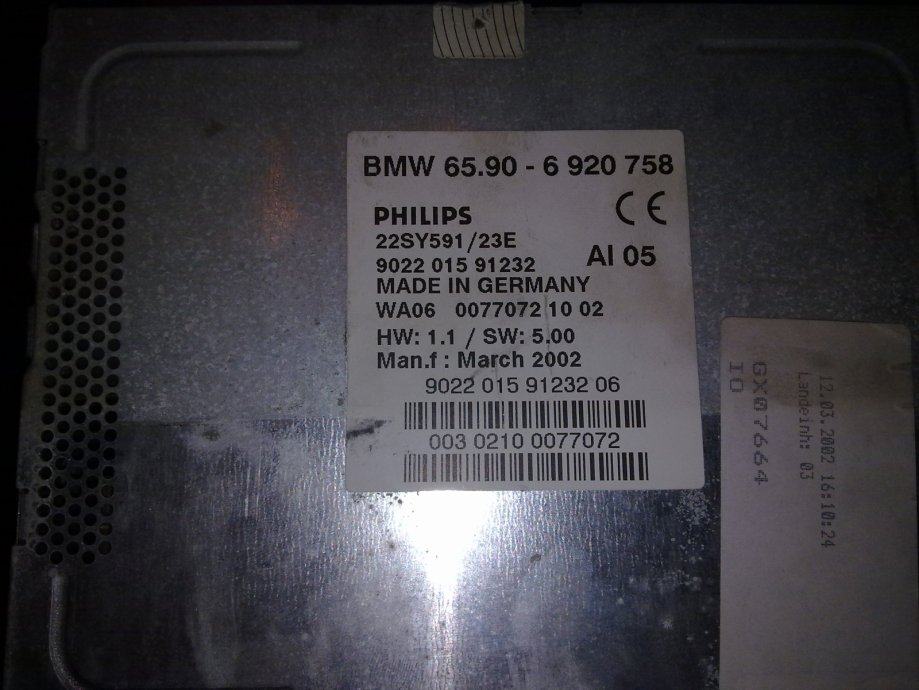 BMW 65.90 - 6 920 758
CE
PHILIPS
22SY591/23E
9022 015 91232
AI 05
MADE IN GERMANY
WA06 0077072 10 02
HW: 1.1 / SW: 5.00
Man.f : March 2002
9022 015 91232 06
003 0210 0077072
12.03.2002 16:10:24
Landeinh: 03
GX07664
IO